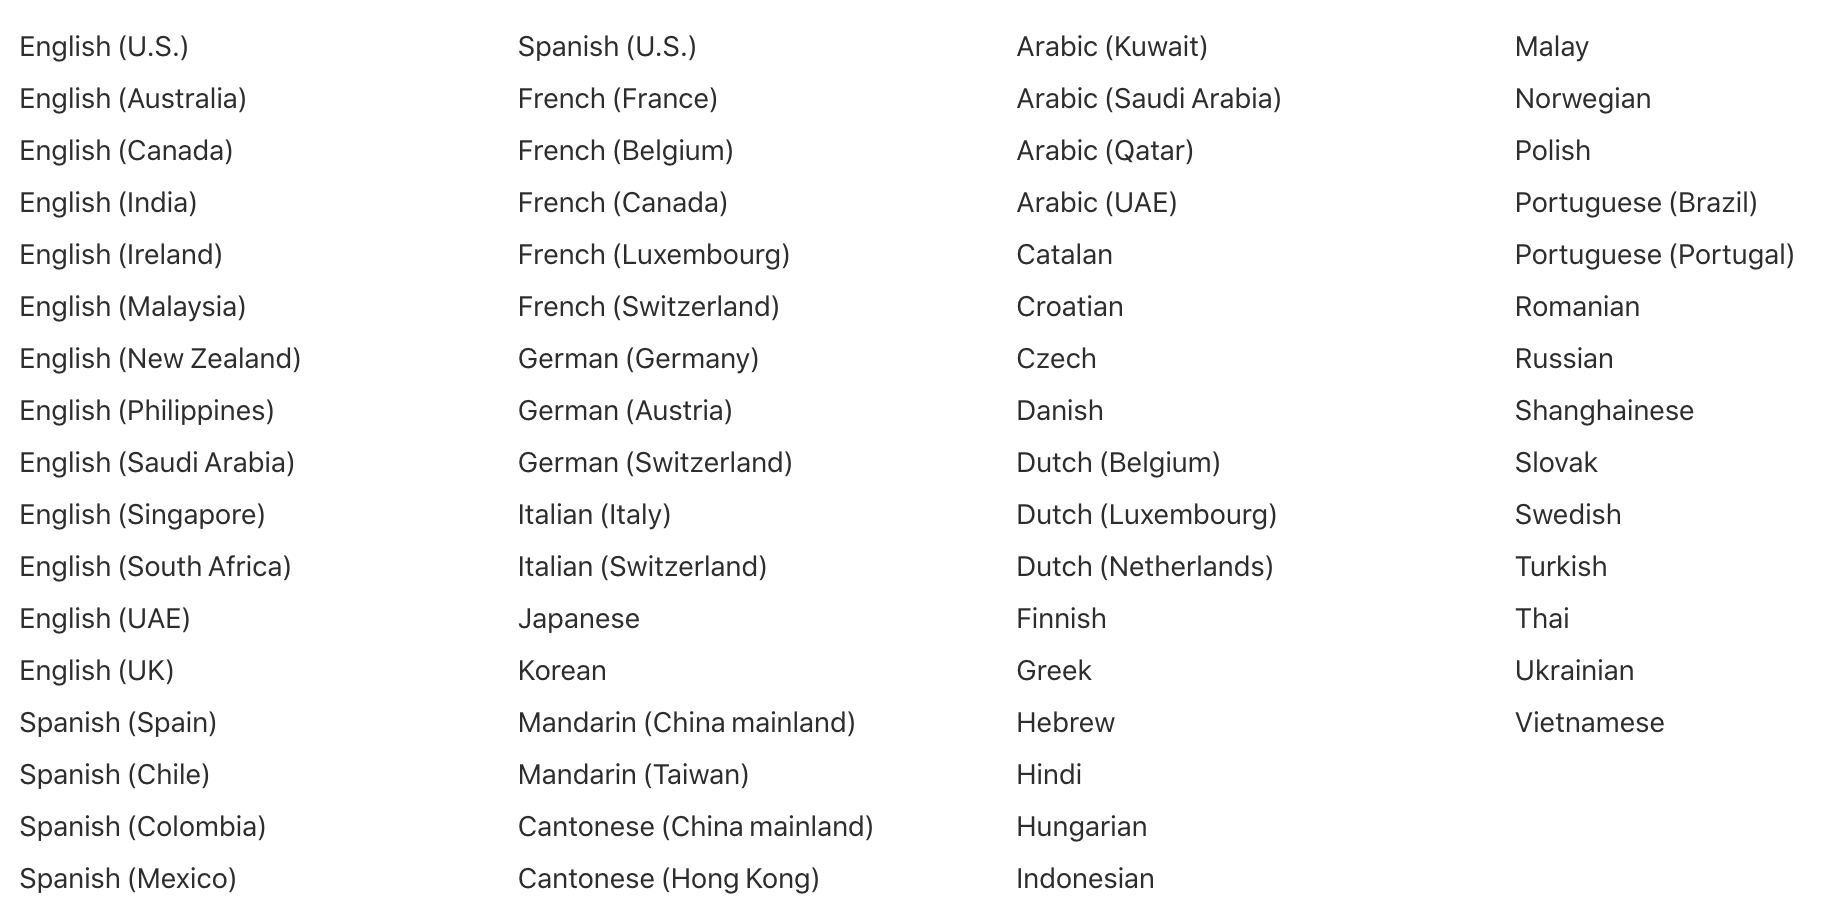 English (U.S.)
English (Australia)
English (Canada)
English (India)
English (Ireland)
English (Malaysia)
English (New Zealand)
English (Philippines)
English (Saudi Arabia)
English (Singapore)
English (South Africa)
English (UAE)
English (UK)
Spanish (Spain)
Spanish (Chile)
Spanish (Colombia)
Spanish (Mexico)
Spanish (U.S.)
French (France)
French (Belgium)
French (Canada)
French (Luxembourg)
French (Switzerland)
German (Germany)
German (Austria)
German (Switzerland)
Italian (Italy)
Italian (Switzerland)
Japanese
Korean
Mandarin (China mainland)
Mandarin (Taiwan)
Cantonese (China mainland)
Cantonese (Hong Kong)
Arabic (Kuwait)
Arabic (Saudi Arabia)
Arabic (Qatar)
Arabic (UAE)
Catalan
Croatian
Czech
Danish
Dutch (Belgium)
Dutch (Luxembourg)
Dutch (Netherlands)
Finnish
Greek
Hebrew
Hindi
Hungarian
Indonesian
Malay
Norwegian
Polish
Portuguese (Brazil)
Portuguese (Portugal)
Romanian
Russian
Shanghainese
Slovak
Swedish
Turkish
Thai
Ukrainian
Vietnamese